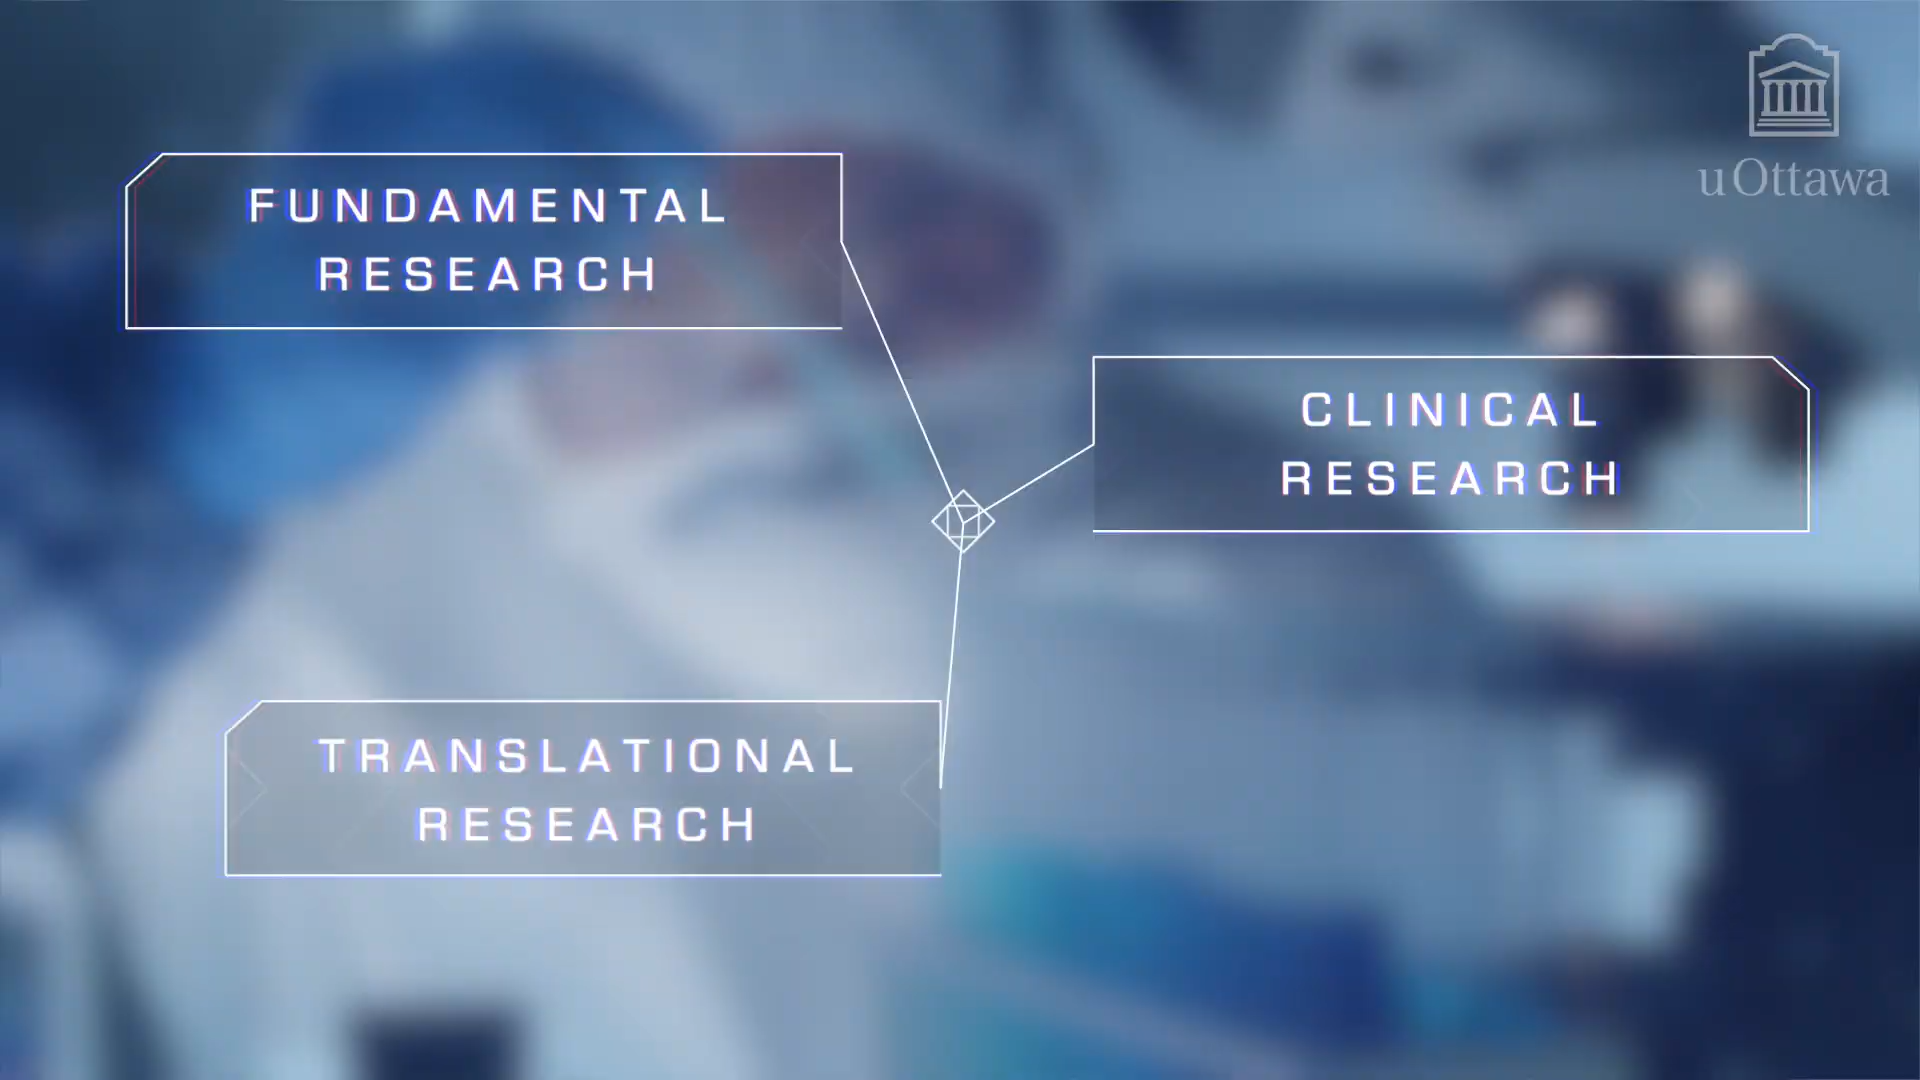 uOttawa
FUNDAMENTAL
RESEARCH
CLINICAL
RESEARCH
TRANSLATIONAL
RESEARCH